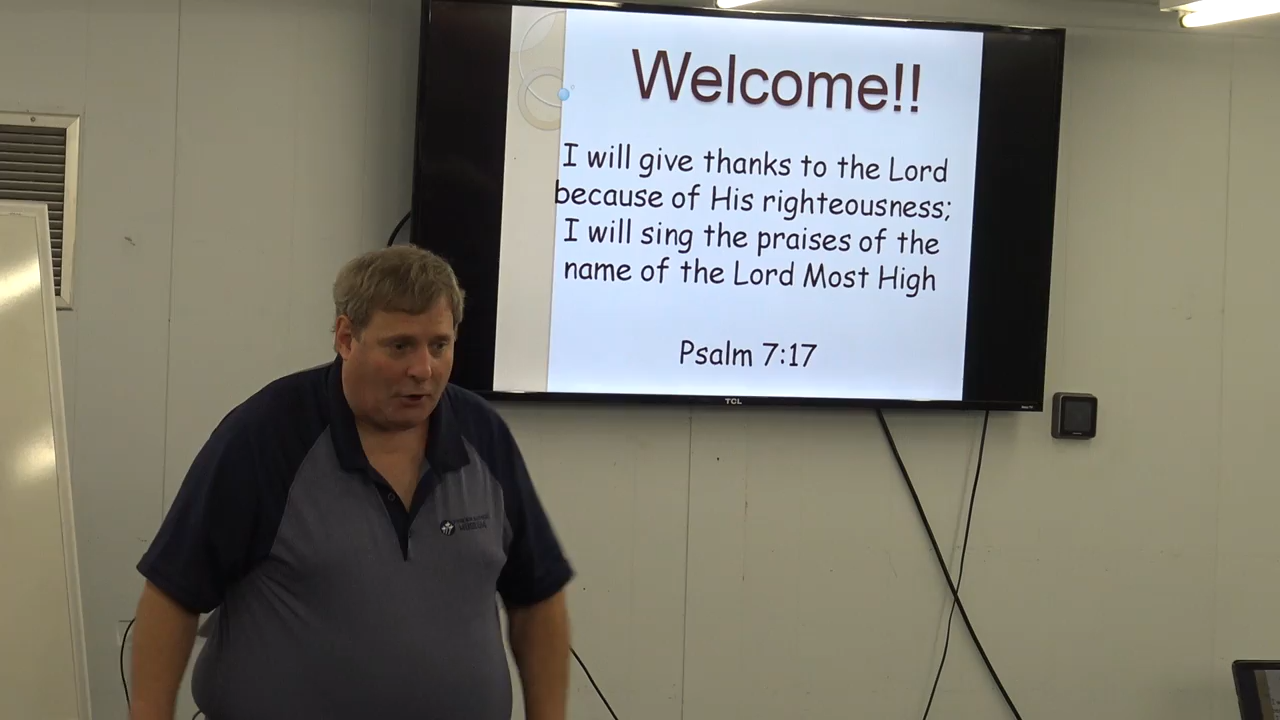 Welcome!!
I will give thanks to the Lord
because of His righteousness;
I will sing the praises of the
name of the Lord Most High
Psalm 7:17
TCL